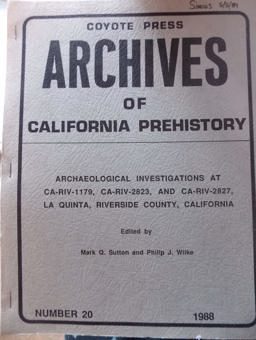 COYOTE PRESS
ARCHIVES
OF
CALIFORNIA PREHISTORY
ARCHAEOLOGICAL INVESTIGATIONS AT
CA-RIV-1179, CA-RIV-2823, AND CA-RIV-2827,
LA QUINTA, RIVERSIDE COUNTY, CALIFORNIA
Edited by
Mark Q. Sutton and Philip J. Wilke
NUMBER 20 1988